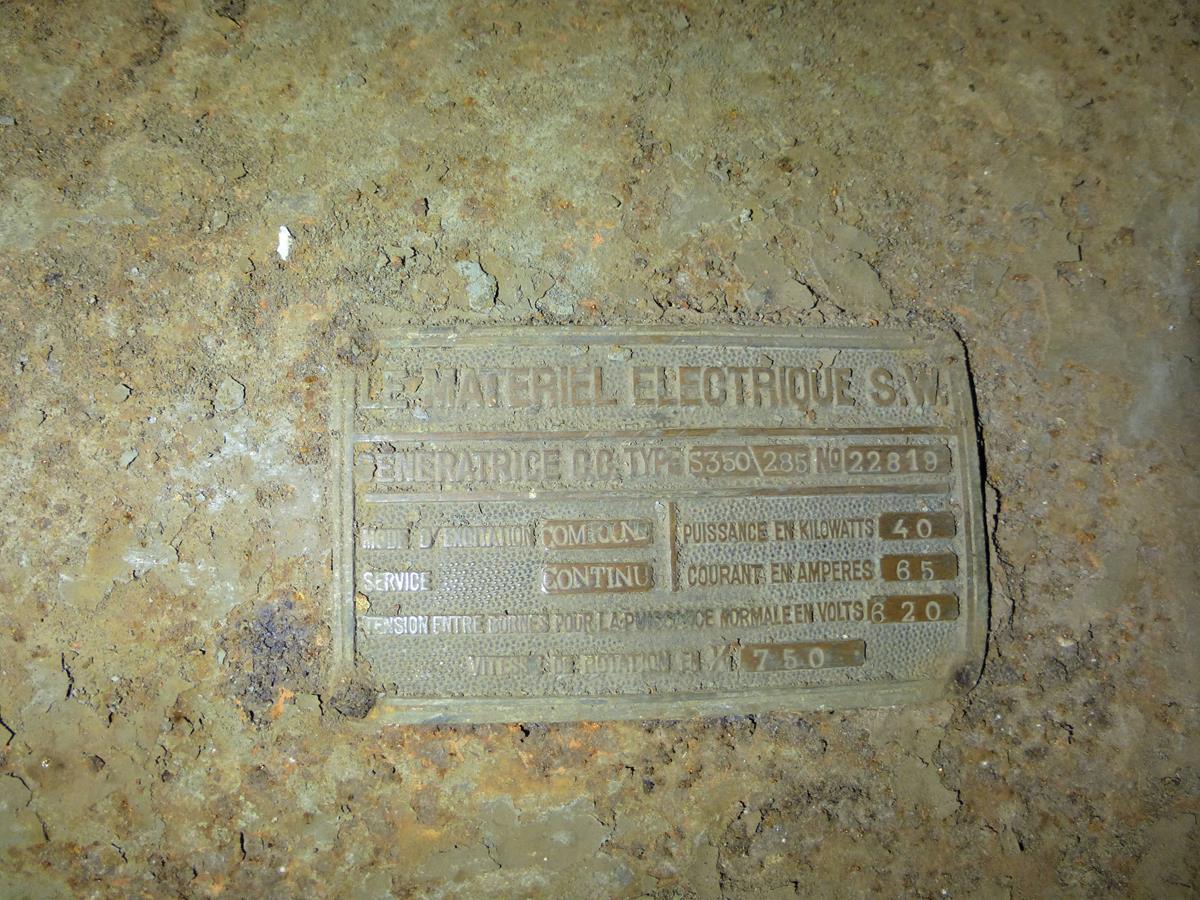 LE MATERIEL ELECTRIQUE S.W.
GENERATRICE C.C. TYPE S350/285 No 22819
MODE D'EXCITATION COMPOUND PUISSANCE EN KILOWATTS 40
SERVICE CONTINU COURANT EN AMPERES 65
TENSION ENTRE BORNES POUR LA PUISSANCE NORMALE EN VOLTS 620
VITESSE DE ROTATION EN 750